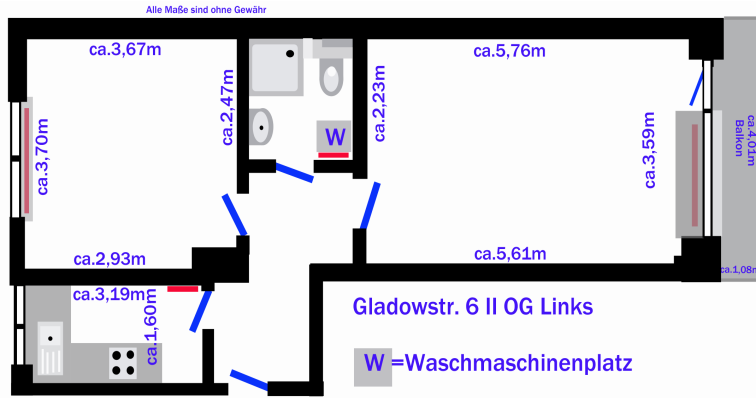 Alle Maße sind ohne Gewähr
ca.3,67m
ca.5,76m
ca.2,47m
ca.2,23m
W
ca.3,70m
ca.3,59m
ca.4,01m
Balkon
ca.2,93m
ca.5,61m
ca.1,08m
ca.3,19m
ca.1,60m
Gladowstr. 6 II OG Links
W =Waschmaschinenplatz